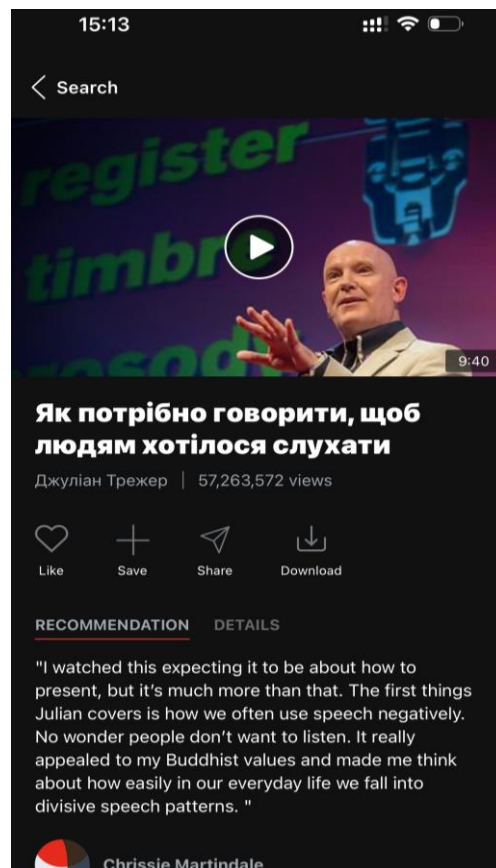 15:13
Search
register
timbre
prosody
9:40
Як потрібно говорити, щоб
людям хотілося слухати
Джуліан Трежер | 57,263,572 views
Like Save Share Download
RECOMMENDATION DETAILS
"I watched this expecting it to be about how to
present, but it's much more than that. The first things
Julian covers is how we often use speech negatively.
No wonder people don't want to listen. It really
appealed to my Buddhist values and made me think
about how easily in our everyday life we fall into
divisive speech patterns. "
Chrissie Martindale